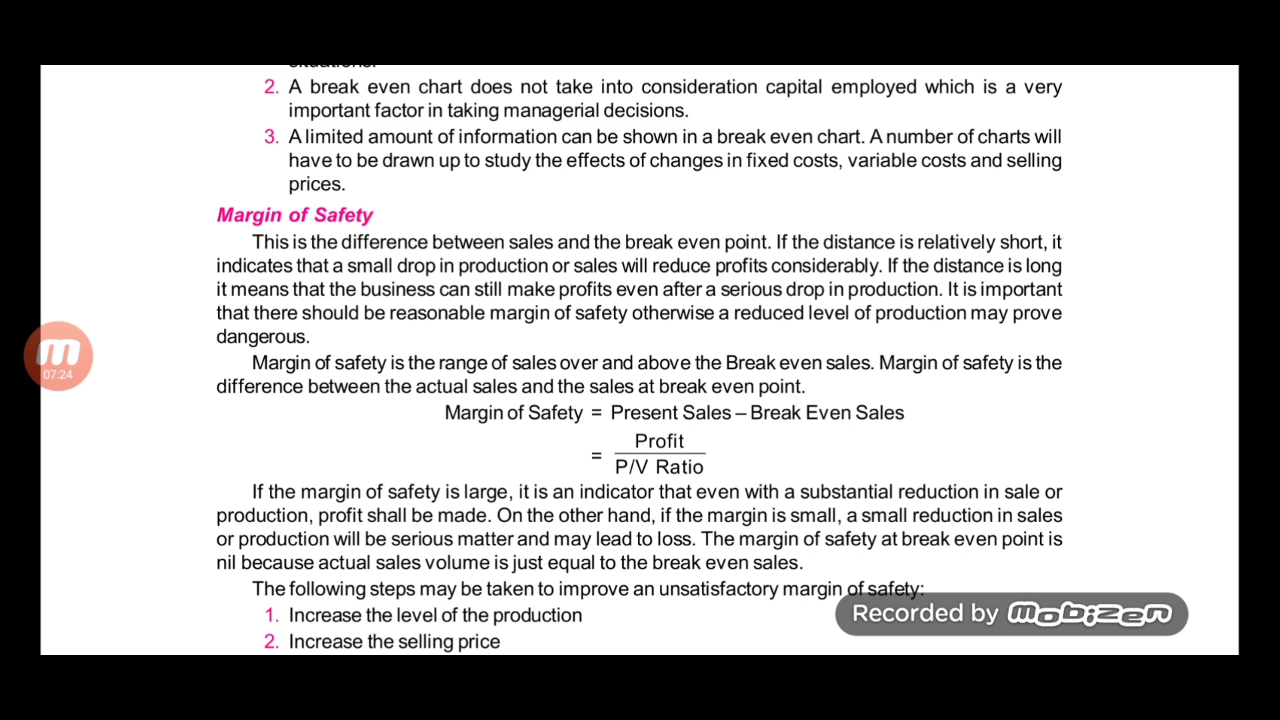 situations.
2. A break even chart does not take into consideration capital employed which is a very
important factor in taking managerial decisions.
3. A limited amount of information can be shown in a break even chart. A number of charts will
have to be drawn up to study the effects of changes in fixed costs, variable costs and selling
prices.
Margin of Safety
This is the difference between sales and the break even point. If the distance is relatively short, it
indicates that a small drop in production or sales will reduce profits considerably. If the distance is long
it means that the business can still make profits even after a serious drop in production. It is important
that there should be reasonable margin of safety otherwise a reduced level of production may prove
dangerous.
Margin of safety is the range of sales over and above the Break even sales. Margin of safety is the
difference between the actual sales and the sales at break even point.
Margin of Safety = Present Sales – Break Even Sales
= Profit
P/V Ratio
If the margin of safety is large, it is an indicator that even with a substantial reduction in sale or
production, profit shall be made. On the other hand, if the margin is small, a small reduction in sales
or production will be serious matter and may lead to loss. The margin of safety at break even point is
nil because actual sales volume is just equal to the break even sales.
The following steps may be taken to improve an unsatisfactory margin of safety:
1. Increase the level of the production
2. Increase the selling price
m
07:24
Recorded by mobizen